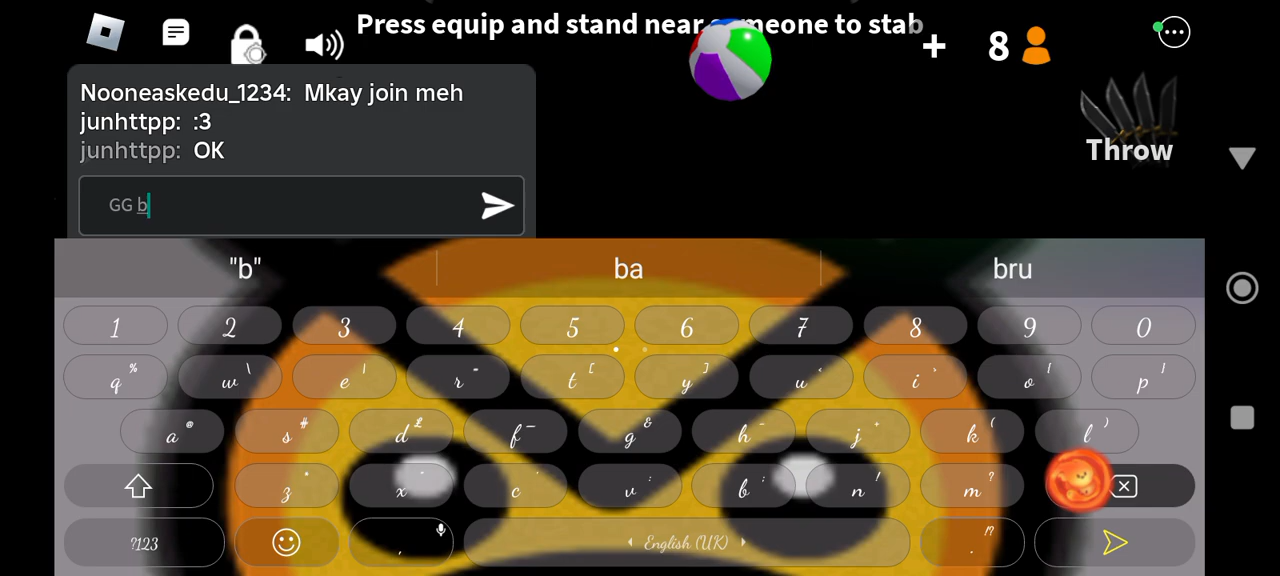 Press equip and stand near someone to stab
+ 8
Nooneaskedu_1234: Mkay join meh
junhttpp: :3
junhttpp: OK
Throw
GG b
"b" ba bru
1 2 3 4 5 6 7 8 9 0
q w e r t y u i o p
a s d f g h j k l
z x c v b n m
?123 , English (UK) .